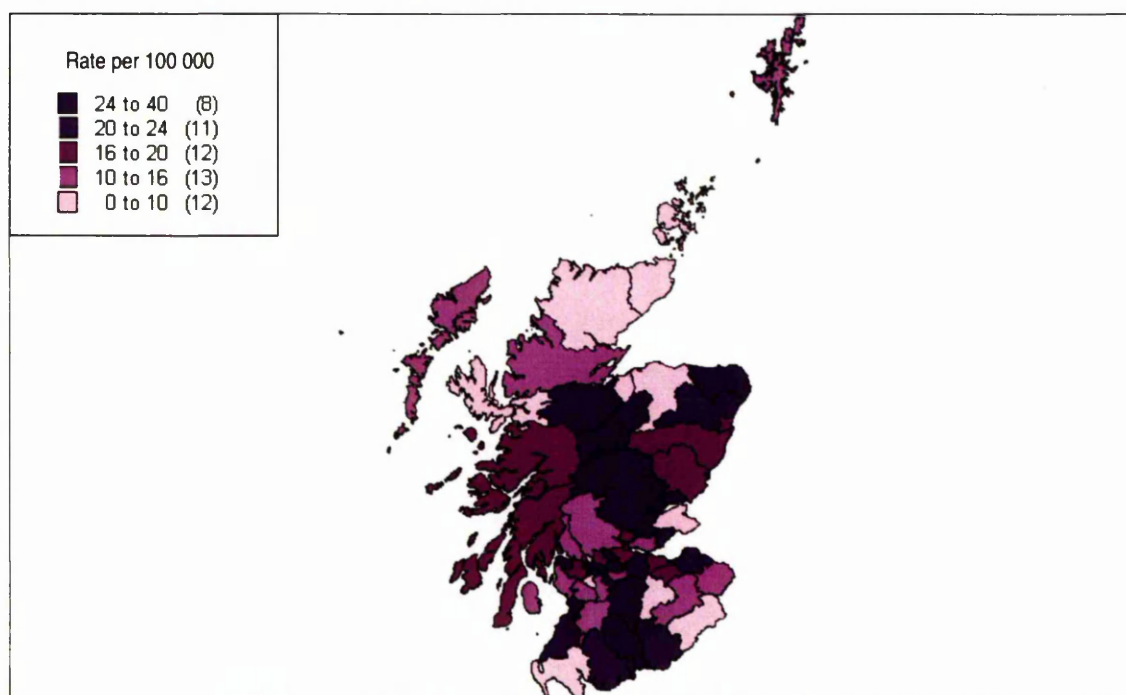 Rate per 100 000
24 to 40 (8)
20 to 24 (11)
16 to 20 (12)
10 to 16 (13)
0 to 10 (12)